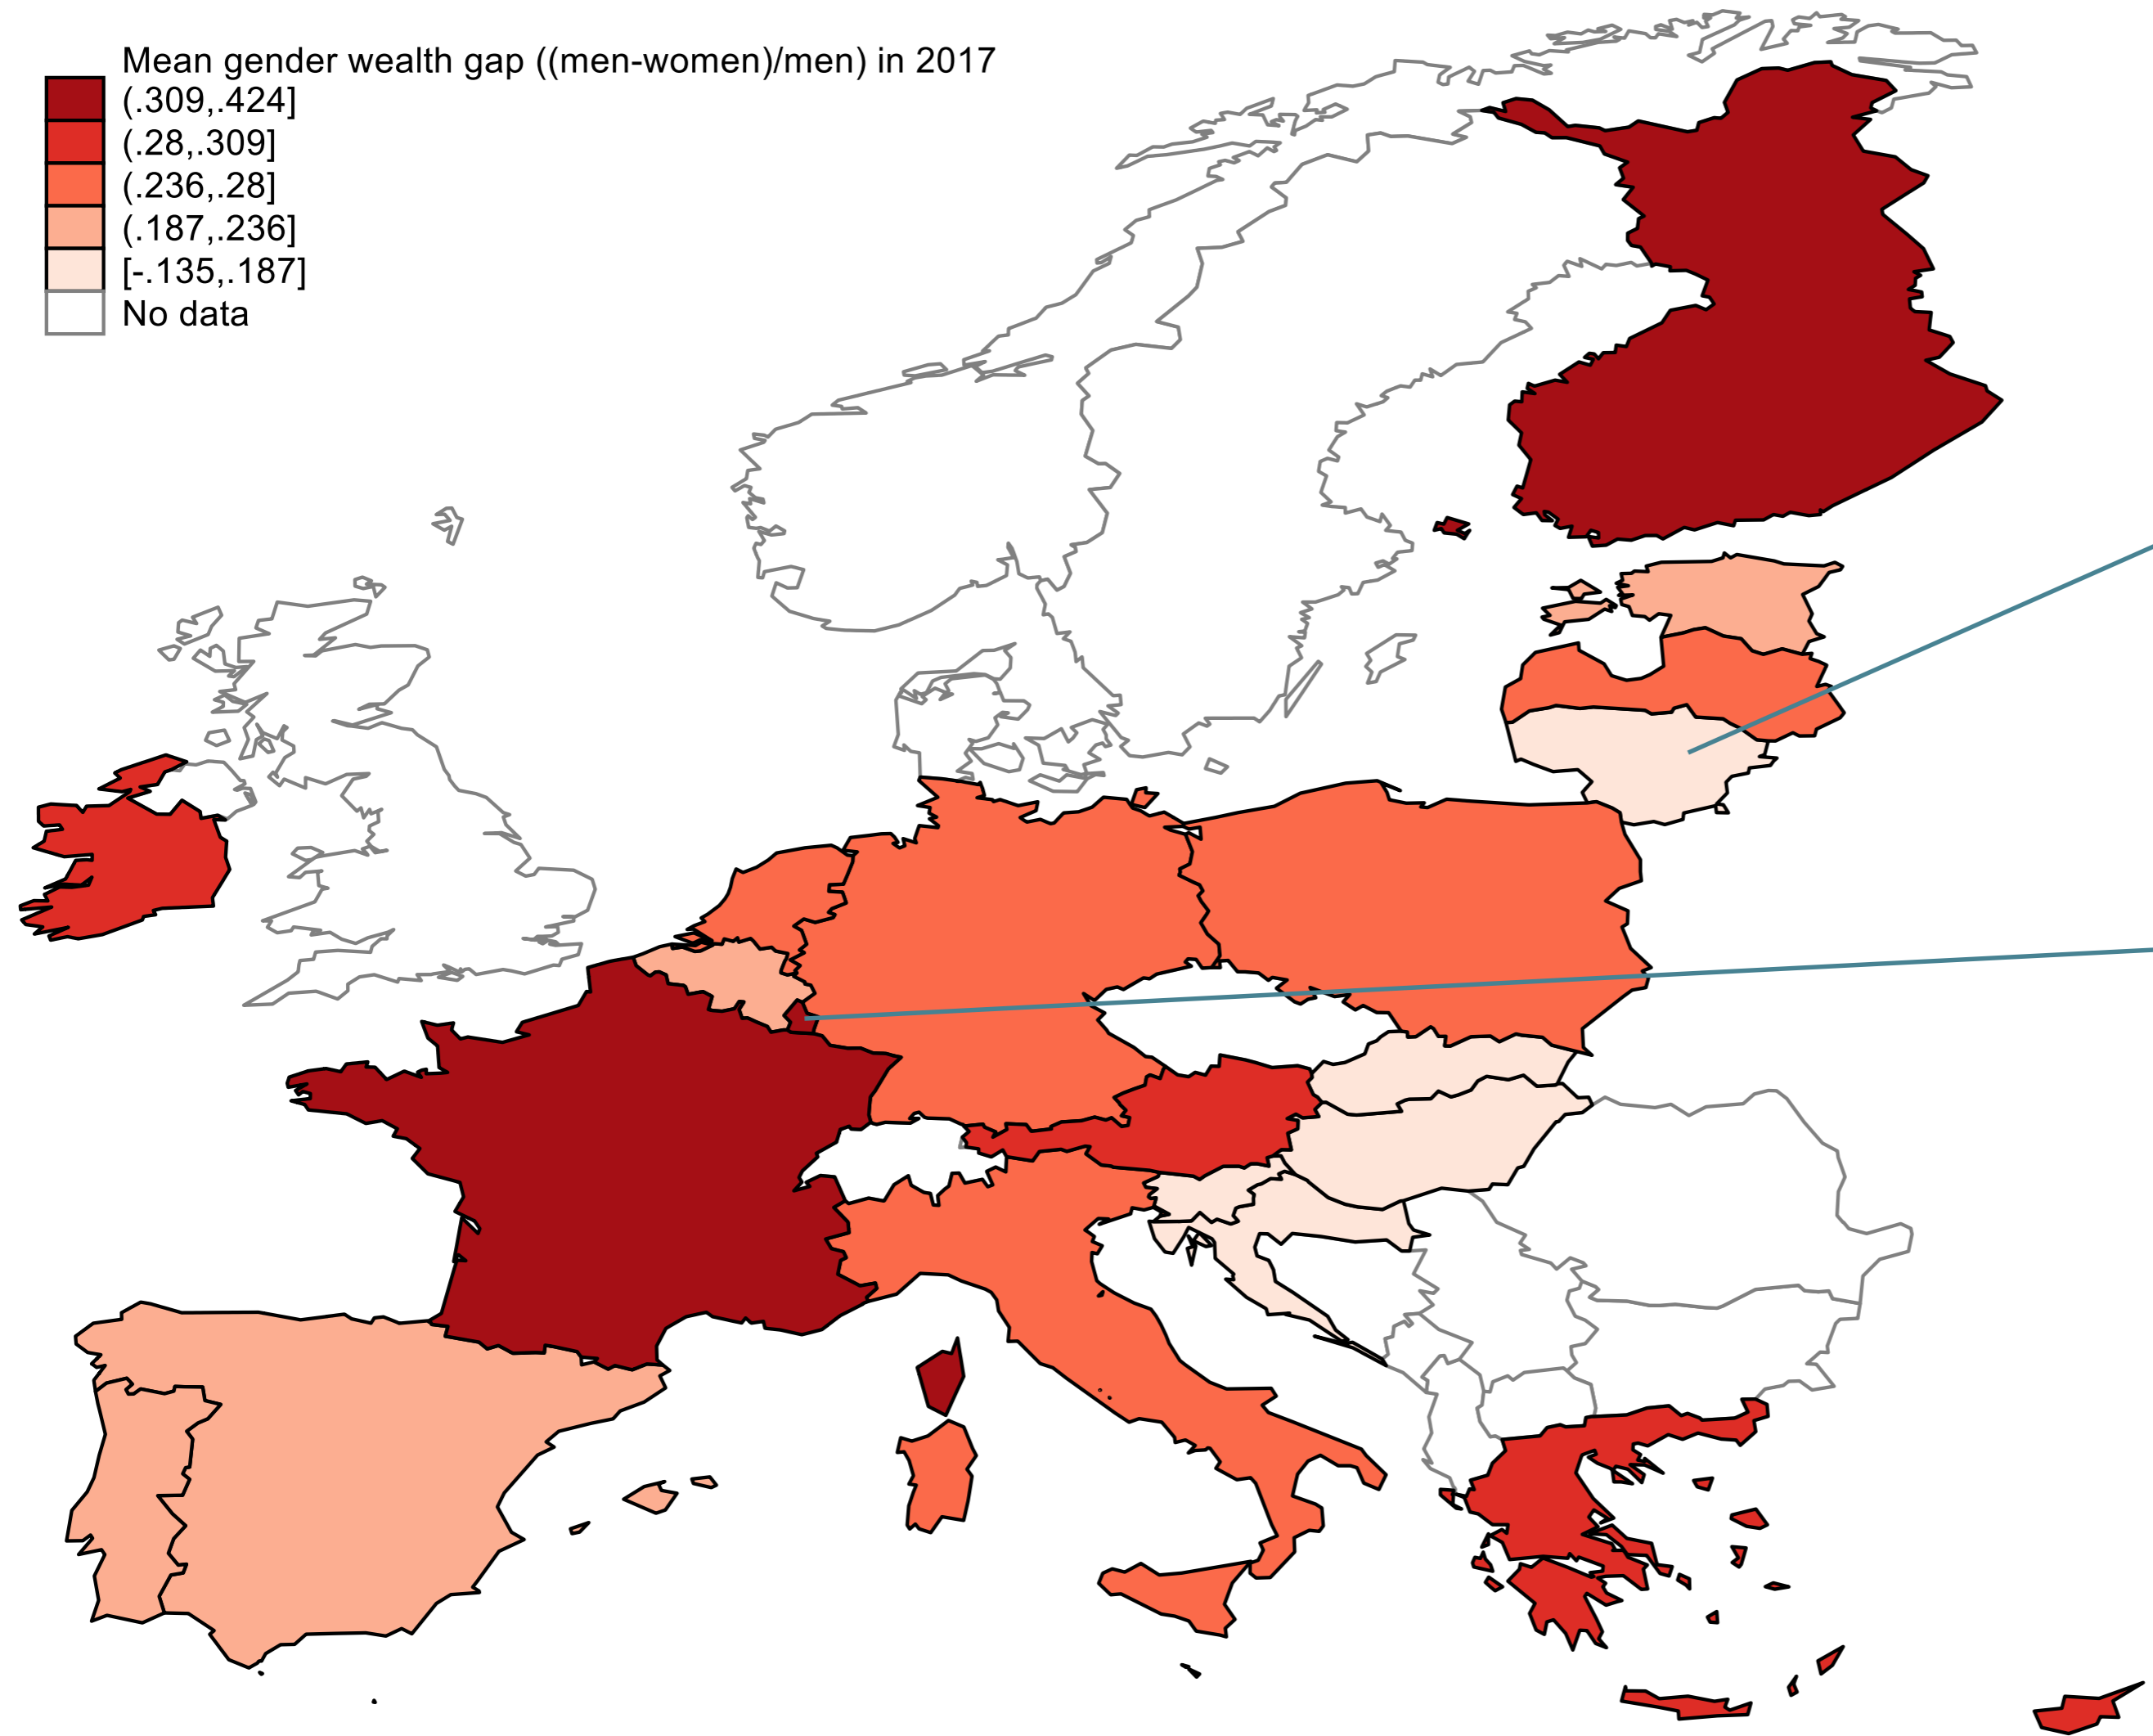 Mean gender wealth gap ((men-women)/men) in 2017
(.309,.424]
(.28,.309]
(.236,.28]
(.187,.236]
[-.135,.187]
No data